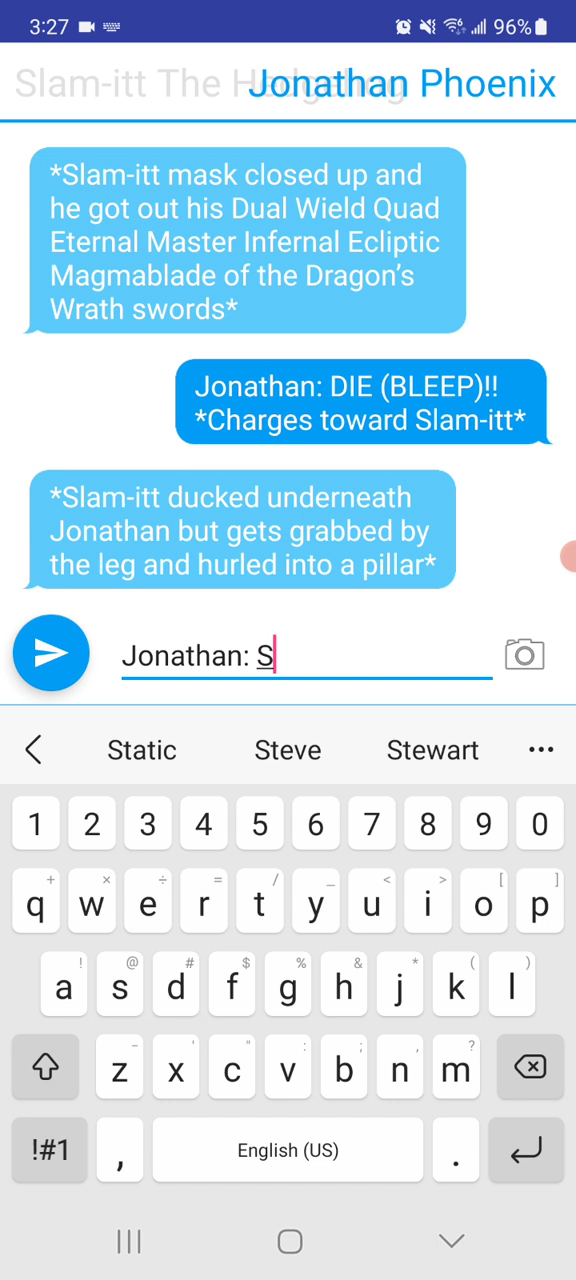 3:27 96%
Slam-itt The Hedgehog Jonathan Phoenix
*Slam-itt mask closed up and
he got out his Dual Wield Quad
Eternal Master Infernal Ecliptic
Magmablade of the Dragon's
Wrath swords*
Jonathan: DIE (BLEEP)!!
*Charges toward Slam-itt*
*Slam-itt ducked underneath
Jonathan but gets grabbed by
the leg and hurled into a pillar*
Jonathan: S
Static Steve Stewart •••
1 2 3 4 5 6 7 8 9 0
+ × ÷ = / _ < > [ ]
q w e r t y u i o p
! @ # $ % & * ( )
a s d f g h j k l
- ' " : ; , ?
z x c v b n m
!#1 , English (US) .